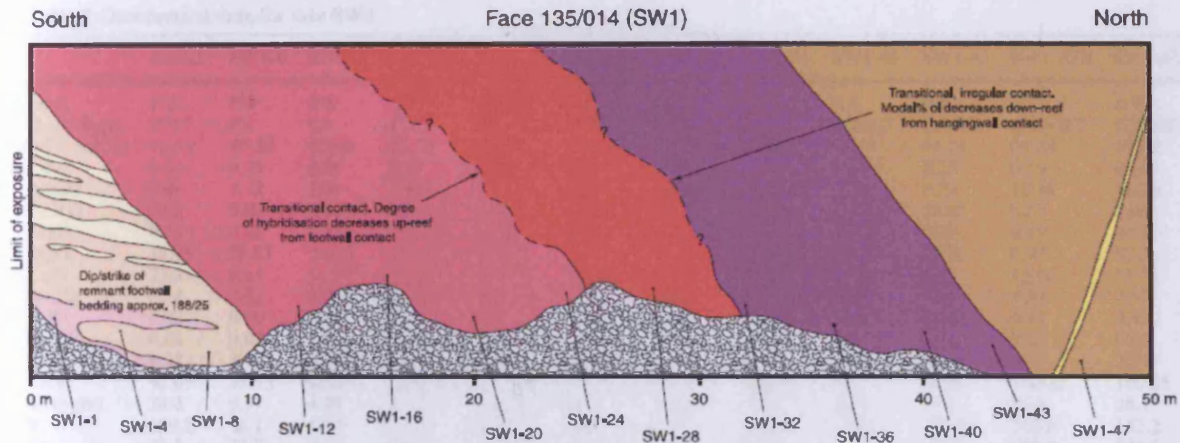 South
Face 135/014 (SW1)
North
Limit of exposure
Transitional, irregular contact.
Modal% of decreases down-reef
from hangingwall contact
?
?
?
?
Transitional contact. Degree
of hybridisation decreases up-reef
from footwall contact
Dip/strike of
remnant footwall
bedding approx. 188/25
0 m
10
20
30
40
50 m
SW1-1
SW1-4
SW1-8
SW1-12
SW1-16
SW1-20
SW1-24
SW1-28
SW1-32
SW1-36
SW1-40
SW1-43
SW1-47